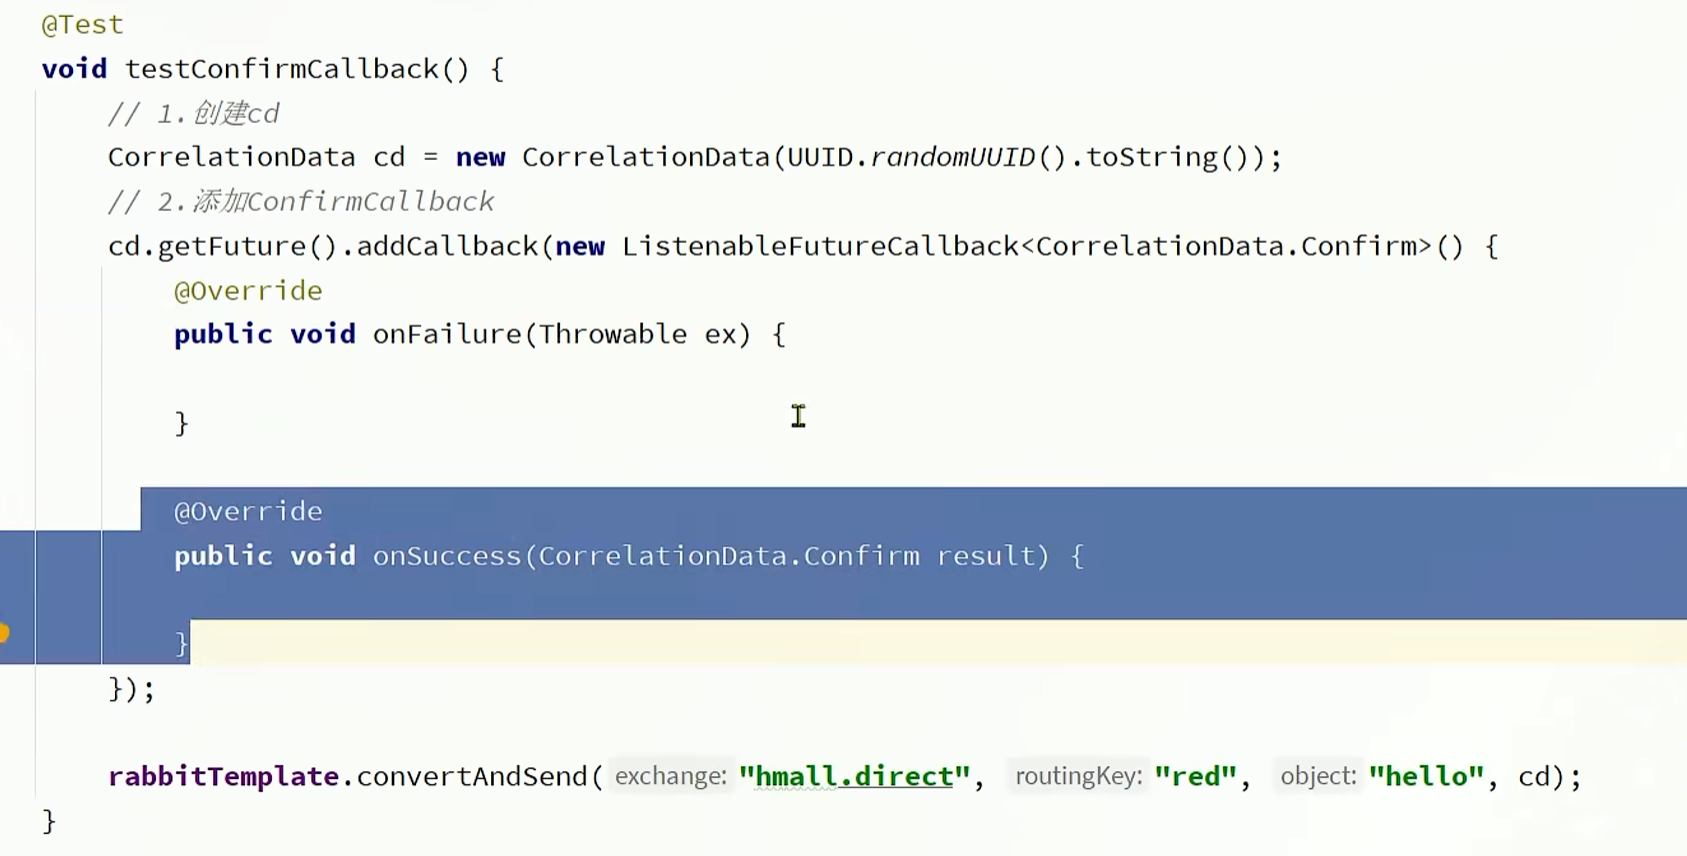 @Test
void testConfirmCallback() {
// 1.创建cd
CorrelationData cd = new CorrelationData(UUID.randomUUID().toString());
// 2.添加ConfirmCallback
cd.getFuture().addCallback(new ListenableFutureCallback<CorrelationData.Confirm>() {
@Override
public void onFailure(Throwable ex) {
}
@Override
public void onSuccess(CorrelationData.Confirm result) {
}
});
rabbitTemplate.convertAndSend( exchange: "hmall.direct", routingKey: "red", object: "hello", cd);
}